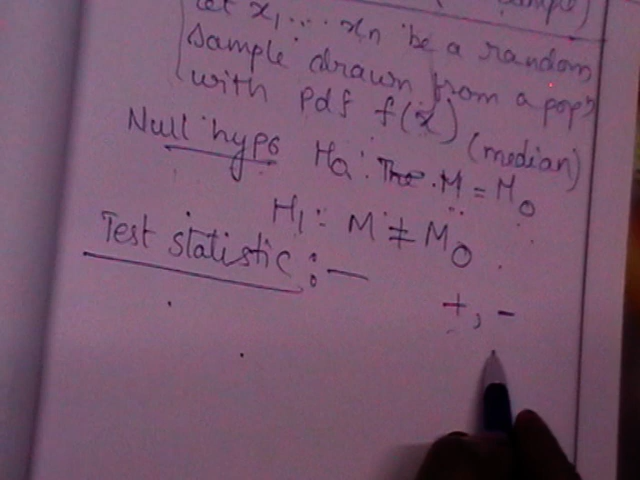 sample)
let x1, ... xn be a random
sample drawn from a popn
with pdf f(x) (median)
Null hypo H0: The M = M0
H1: M ≠ M0
Test statistic :-
+, -